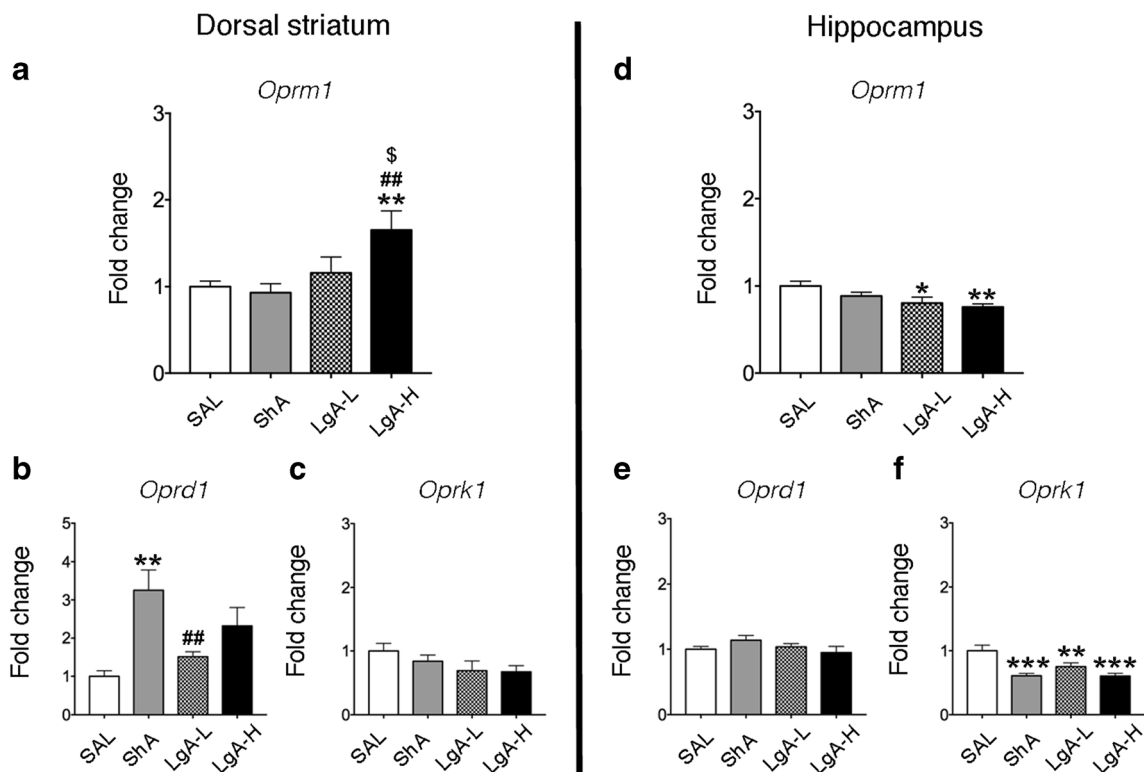 Dorsal striatum
a
Oprm1
Fold change
3
2
1
0
$
##
**
SAL
ShA
LgA-L
LgA-H
b
Oprd1
Fold change
5
4
3
2
1
0
**
##
SAL
ShA
LgA-L
LgA-H
c
Oprk1
Fold change
3
2
1
0
SAL
ShA
LgA-L
LgA-H
Hippocampus
d
Oprm1
Fold change
3
2
1
0
*
**
SAL
ShA
LgA-L
LgA-H
e
Oprd1
Fold change
3
2
1
0
SAL
ShA
LgA-L
LgA-H
f
Oprk1
Fold change
3
2
1
0
***
**
***
SAL
ShA
LgA-L
LgA-H